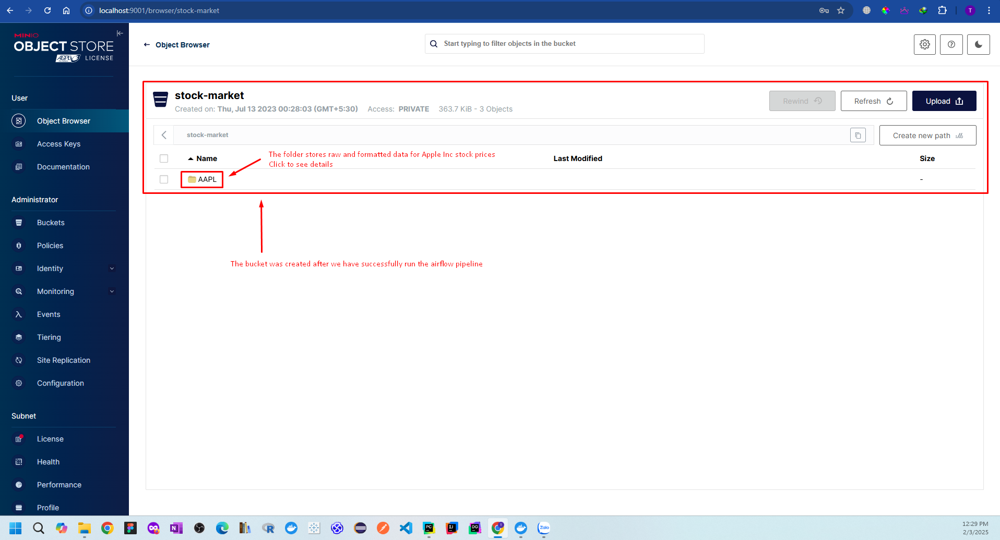 localhost:9001/browser/stock-market
T
MINIO
OBJECT STORE
AGPLv3 LICENSE
Object Browser
Start typing to filter objects in the bucket
User
Object Browser
Access Keys
Documentation
Administrator
Buckets
Policies
Identity
Monitoring
Events
Tiering
Site Replication
Configuration
Subnet
License
Health
Performance
Profile
stock-market
Created on: Thu, Jul 13 2023 00:28:03 (GMT+5:30) Access: PRIVATE 363.7 KiB - 3 Objects
Rewind
Refresh
Upload
stock-market
Create new path
Name
Last Modified
Size
The folder stores raw and formatted data for Apple Inc stock prices
Click to see details
AAPL
-
The bucket was created after we have successfully run the airflow pipeline
N
R
PC
IJ
DG
T
Zalo
12:29 PM
2/3/2025